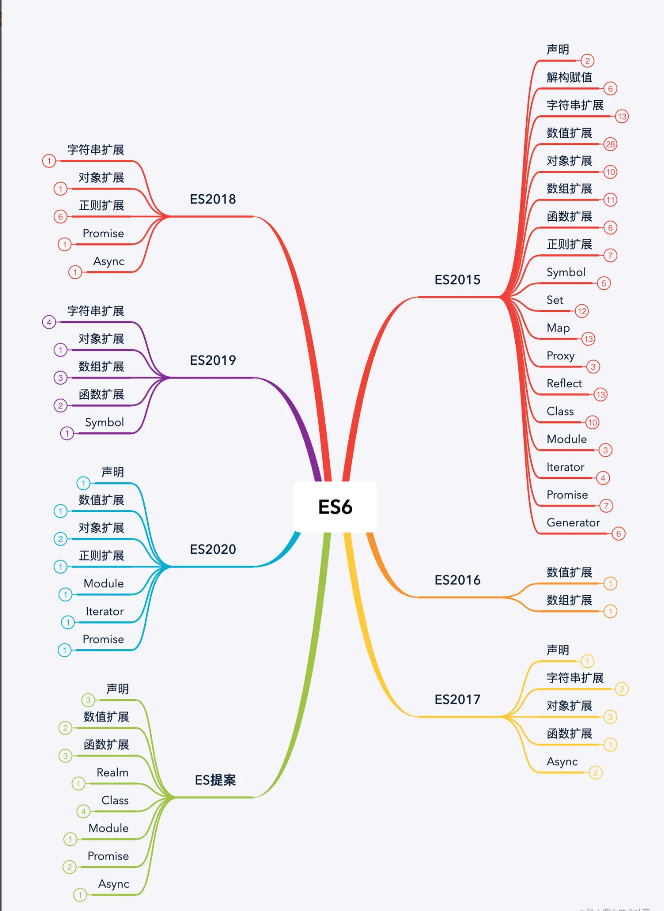 ES6
ES2015
声明 2
解构赋值 6
字符串扩展 13
数值扩展 28
对象扩展 10
数组扩展 11
函数扩展 6
正则扩展 7
Symbol 5
Set 12
Map 13
Proxy 3
Reflect 13
Class 10
Module 3
Iterator 4
Promise 7
Generator 6
ES2016
数值扩展 1
数组扩展 1
ES2017
声明 1
字符串扩展 2
对象扩展 3
函数扩展 1
Async 2
ES2018
字符串扩展 1
对象扩展 1
正则扩展 6
Promise 1
Async 1
ES2019
字符串扩展 4
对象扩展 1
数组扩展 3
函数扩展 2
Symbol 1
ES2020
声明 1
数值扩展 1
对象扩展 2
正则扩展 1
Module 1
Iterator 1
Promise 1
ES提案
声明 3
数值扩展 2
函数扩展 3
Realm 1
Class 4
Module 1
Promise 2
Async 1